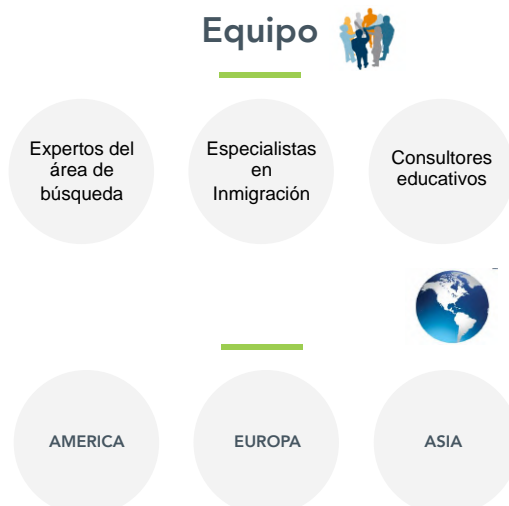 Equipo
Expertos del
área de
búsqueda
Especialistas
en
Inmigración
Consultores
educativos
AMERICA
EUROPA
ASIA